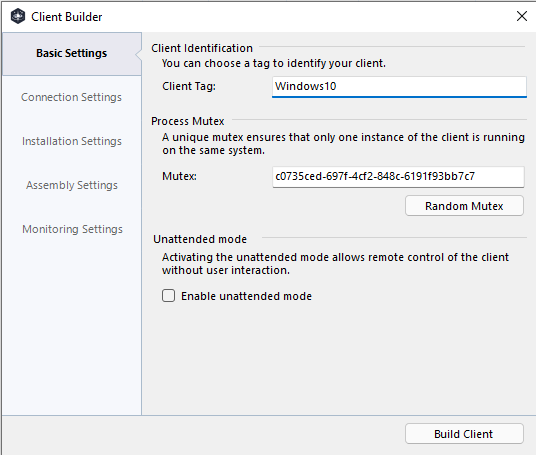 Client Builder
Basic Settings
Connection Settings
Installation Settings
Assembly Settings
Monitoring Settings
Client Identification
You can choose a tag to identify your client.
Client Tag:
Windows10
Process Mutex
A unique mutex ensures that only one instance of the client is running
on the same system.
Mutex:
c0735ced-697f-4cf2-848c-6191f93bb7c7
Random Mutex
Unattended mode
Activating the unattended mode allows remote control of the client
without user interaction.
Enable unattended mode
Build Client